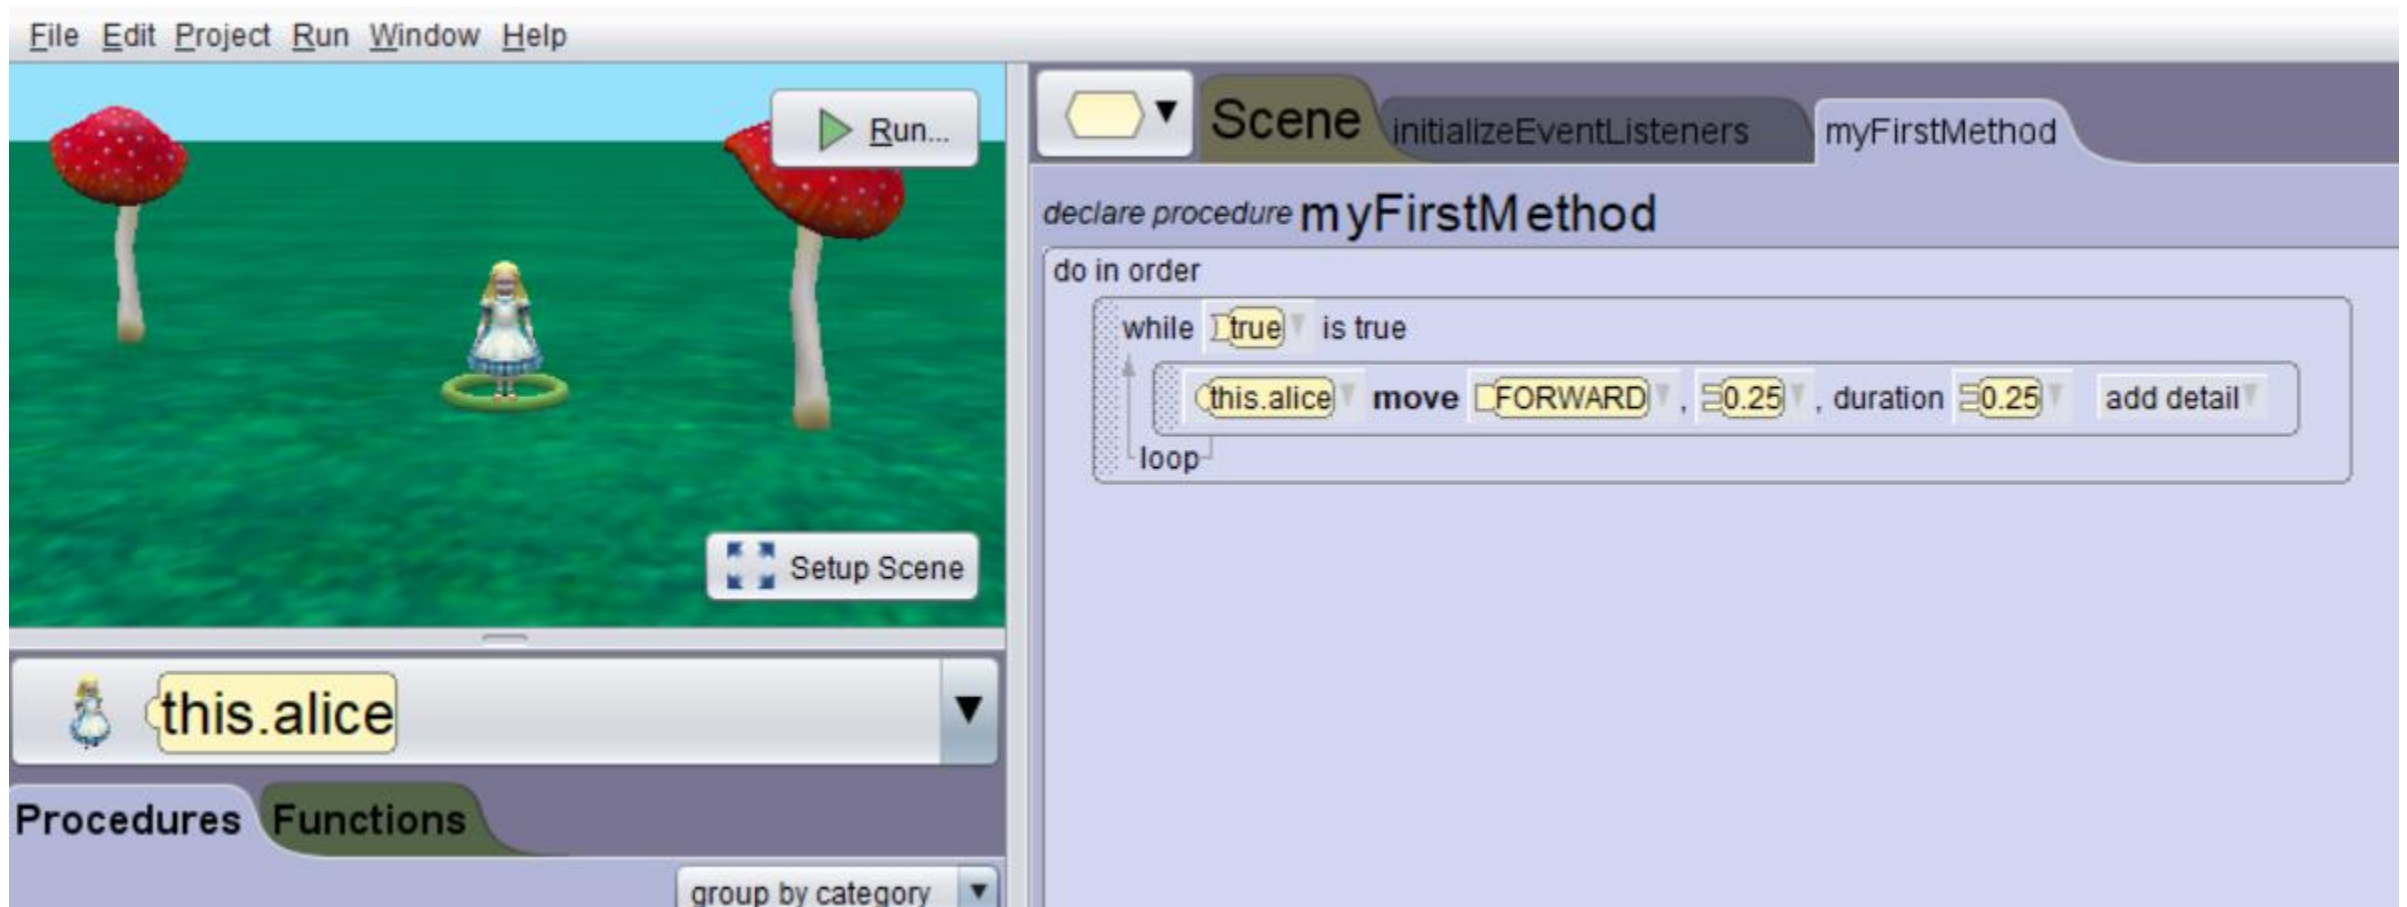 File Edit Project Run Window Help
Run...
Setup Scene
this.alice
Procedures Functions
group by category
Scene initializeEventListeners myFirstMethod
declare procedure myFirstMethod
do in order
while true is true
this.alice move FORWARD , 0.25 , duration 0.25 add detail
loop